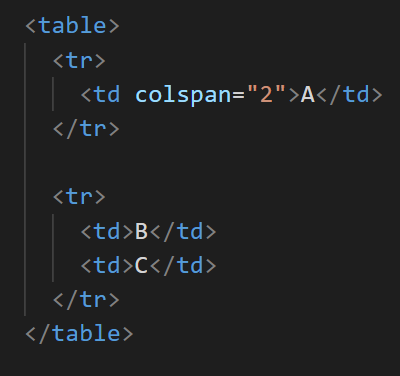 <table>
<tr>
<td colspan="2">A</td>
</tr>
<tr>
<td>B</td>
<td>C</td>
</tr>
</table>